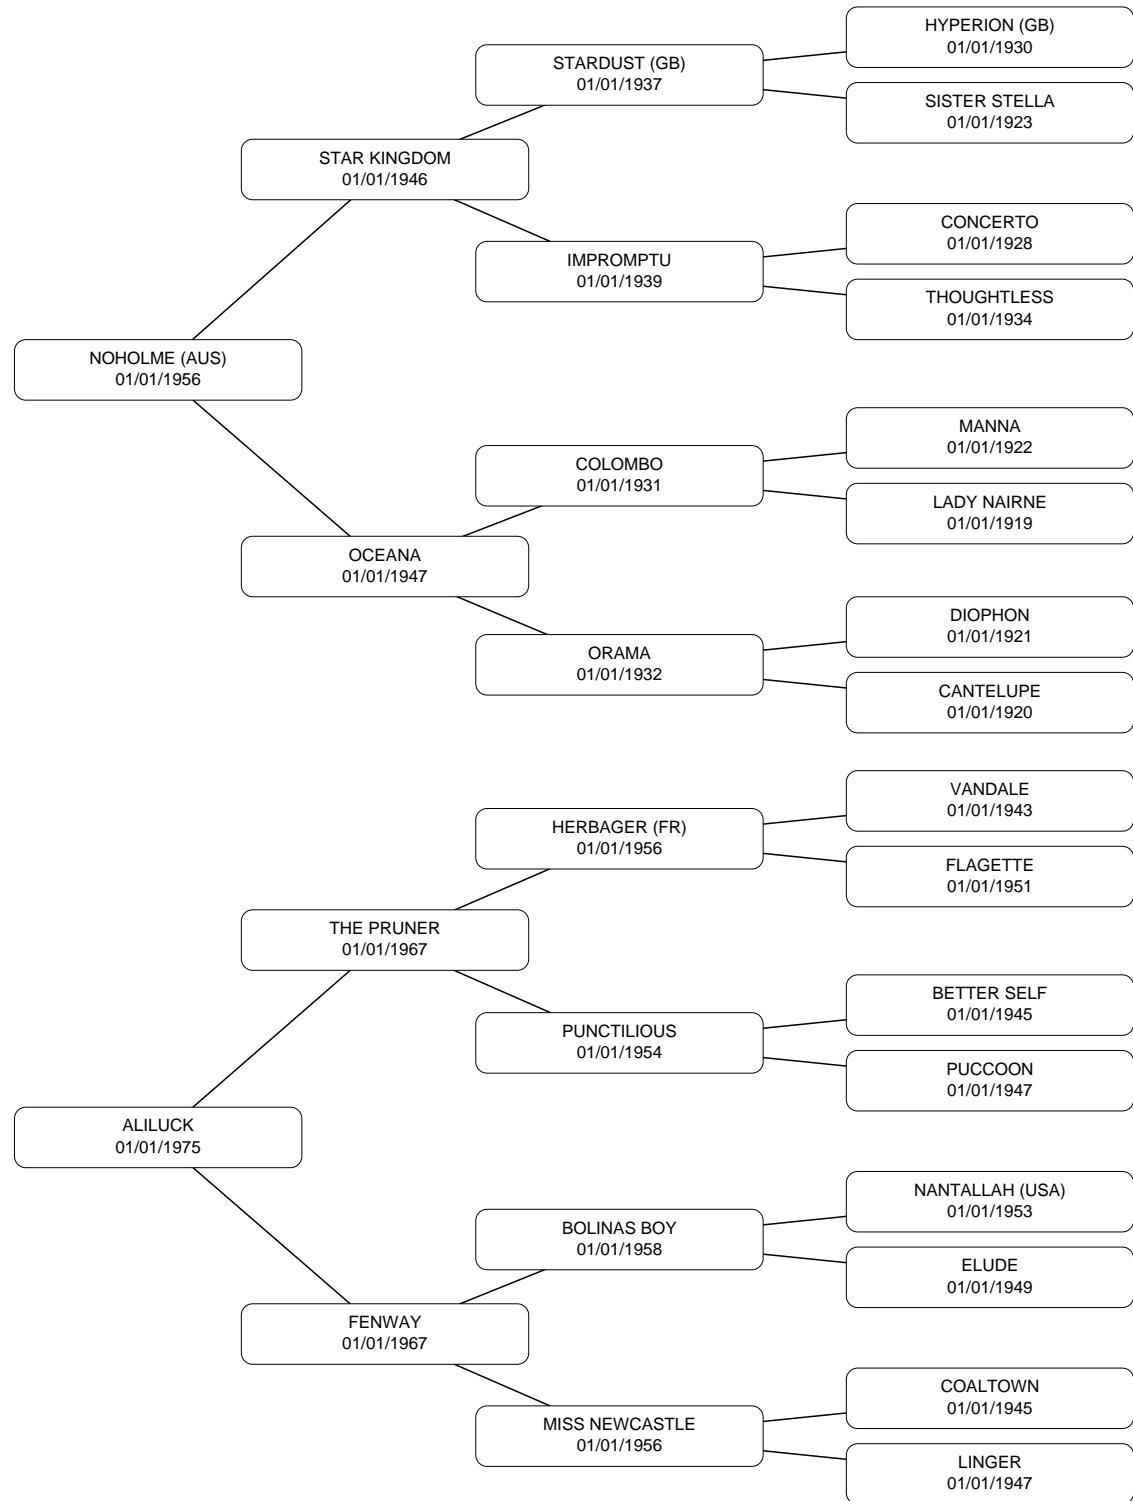 HYPERION (GB)
01/01/1930
STARDUST (GB)
01/01/1937
SISTER STELLA
01/01/1923
STAR KINGDOM
01/01/1946
CONCERTO
01/01/1928
IMPROMPTU
01/01/1939
THOUGHTLESS
01/01/1934
NOHOLME (AUS)
01/01/1956
MANNA
01/01/1922
COLOMBO
01/01/1931
LADY NAIRNE
01/01/1919
OCEANA
01/01/1947
DIOPHON
01/01/1921
ORAMA
01/01/1932
CANTELUPE
01/01/1920
VANDALE
01/01/1943
HERBAGER (FR)
01/01/1956
FLAGETTE
01/01/1951
THE PRUNER
01/01/1967
BETTER SELF
01/01/1945
PUNCTILIOUS
01/01/1954
PUCCOON
01/01/1947
ALILUCK
01/01/1975
NANTALLAH (USA)
01/01/1953
BOLINAS BOY
01/01/1958
ELUDE
01/01/1949
FENWAY
01/01/1967
COALTOWN
01/01/1945
MISS NEWCASTLE
01/01/1956
LINGER
01/01/1947